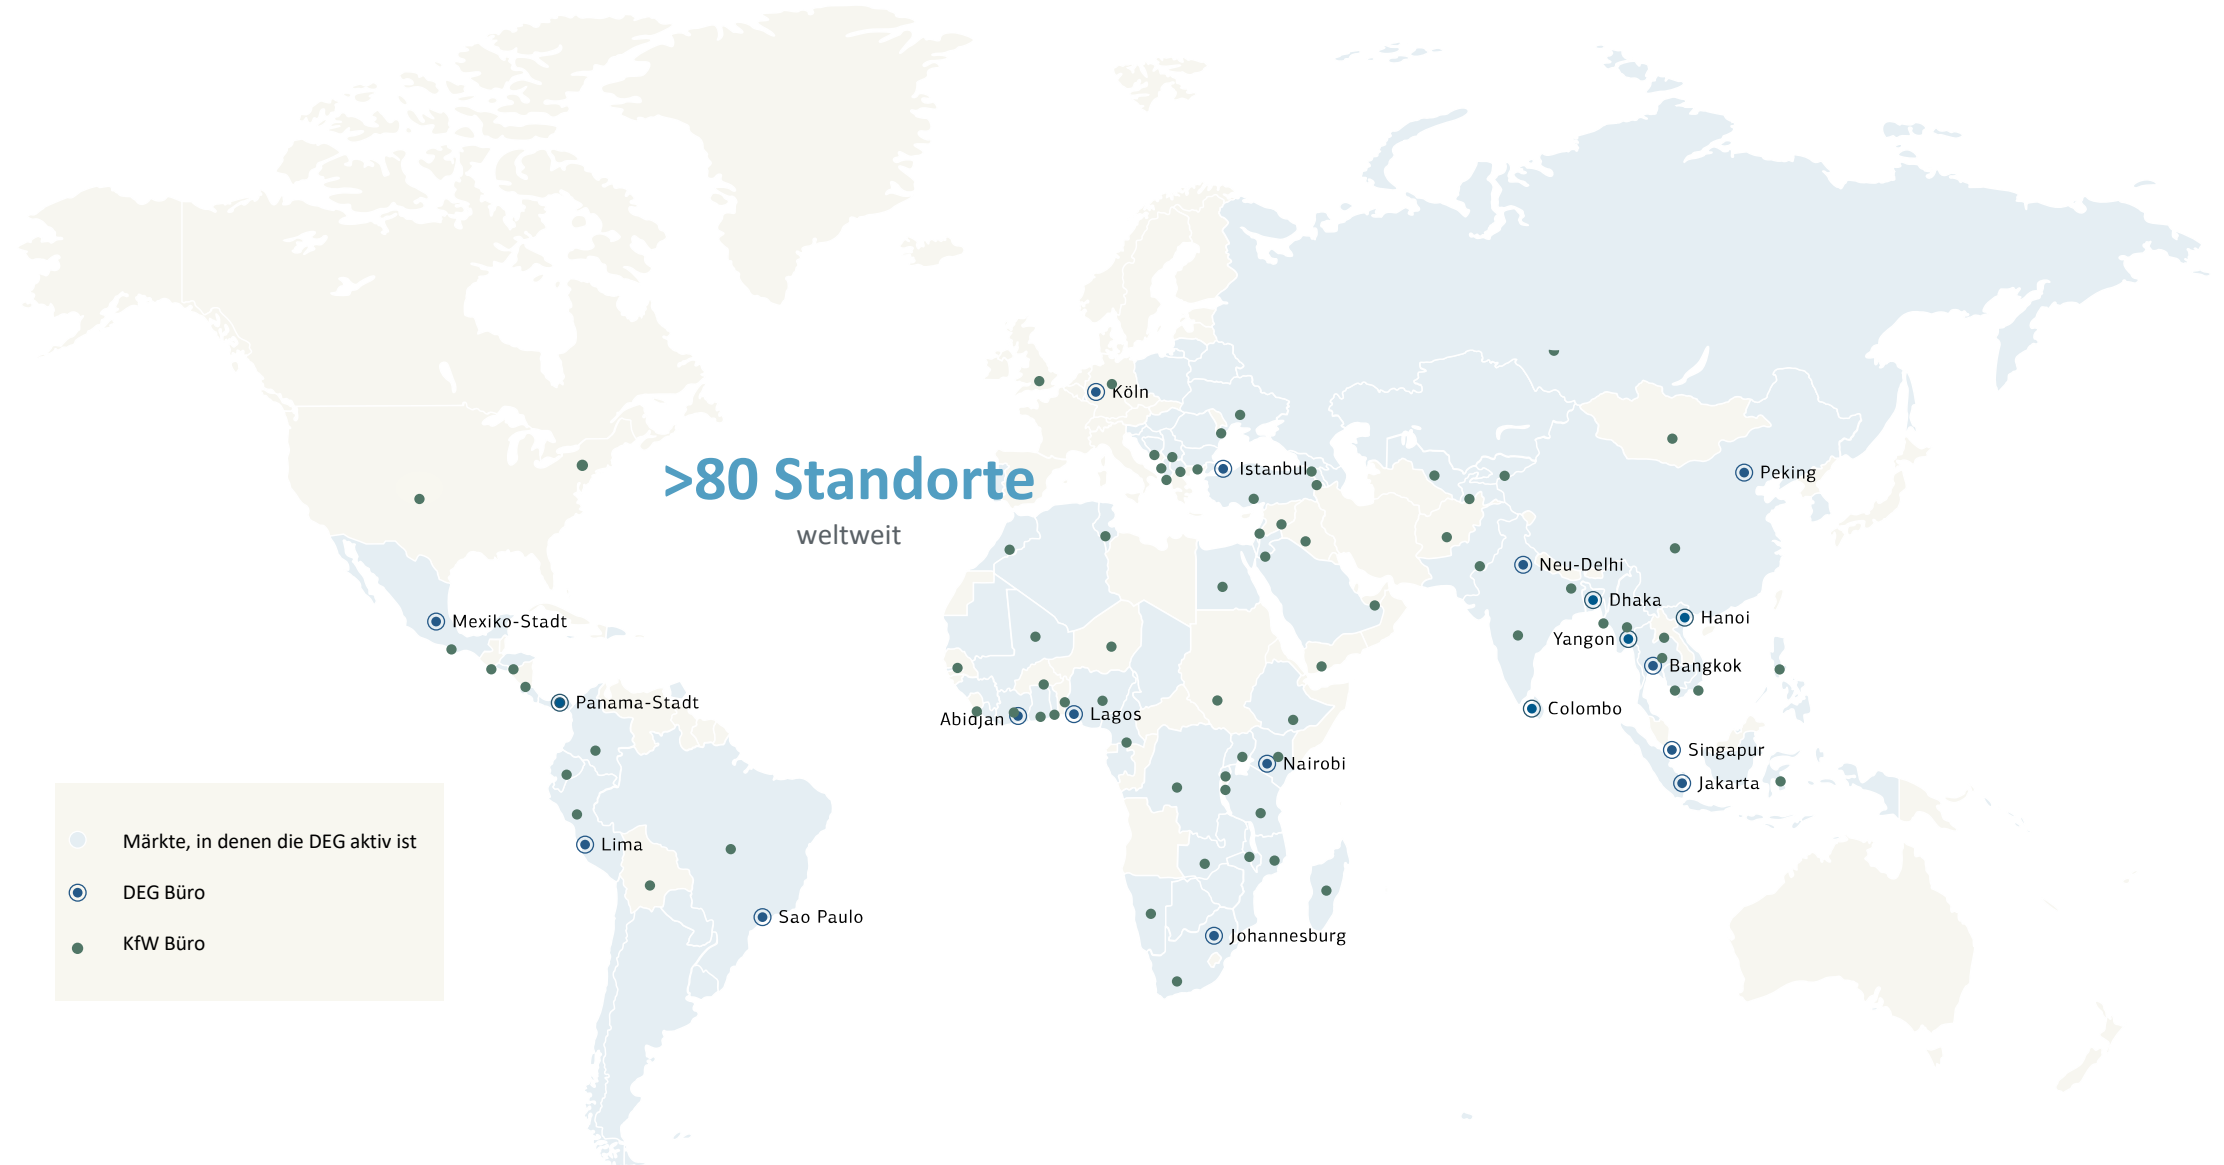 Köln
>80 Standorte
weltweit
Istanbul
Peking
Neu-Delhi
Dhaka
Hanoi
Yangon
Mexiko-Stadt
Bangkok
Panama-Stadt
Abidjan
Lagos
Colombo
Singapur
Nairobi
Jakarta
Lima
Sao Paulo
Johannesburg
Märkte, in denen die DEG aktiv ist
DEG Büro
KfW Büro